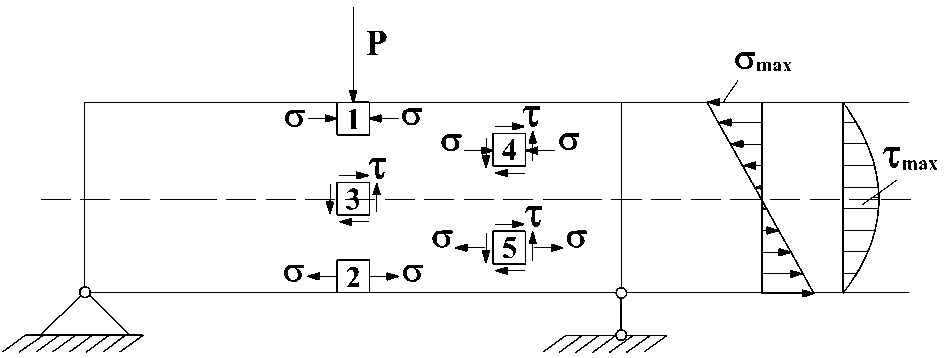 P
σmax
σ 1 σ
τ
σ 4 σ
τ
τmax
3
τ
σ 5 σ
σ 2 σ